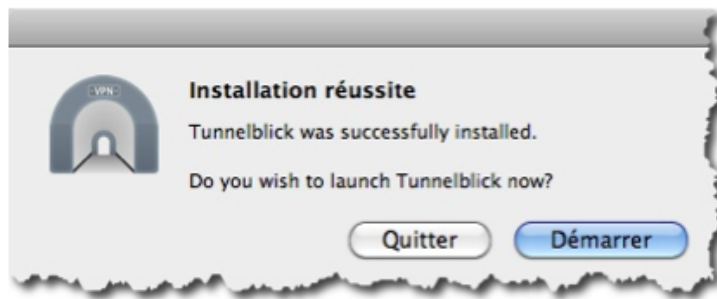 VPN
Installation réussite
Tunnelblick was successfully installed.
Do you wish to launch Tunnelblick now?
Quitter
Démarrer